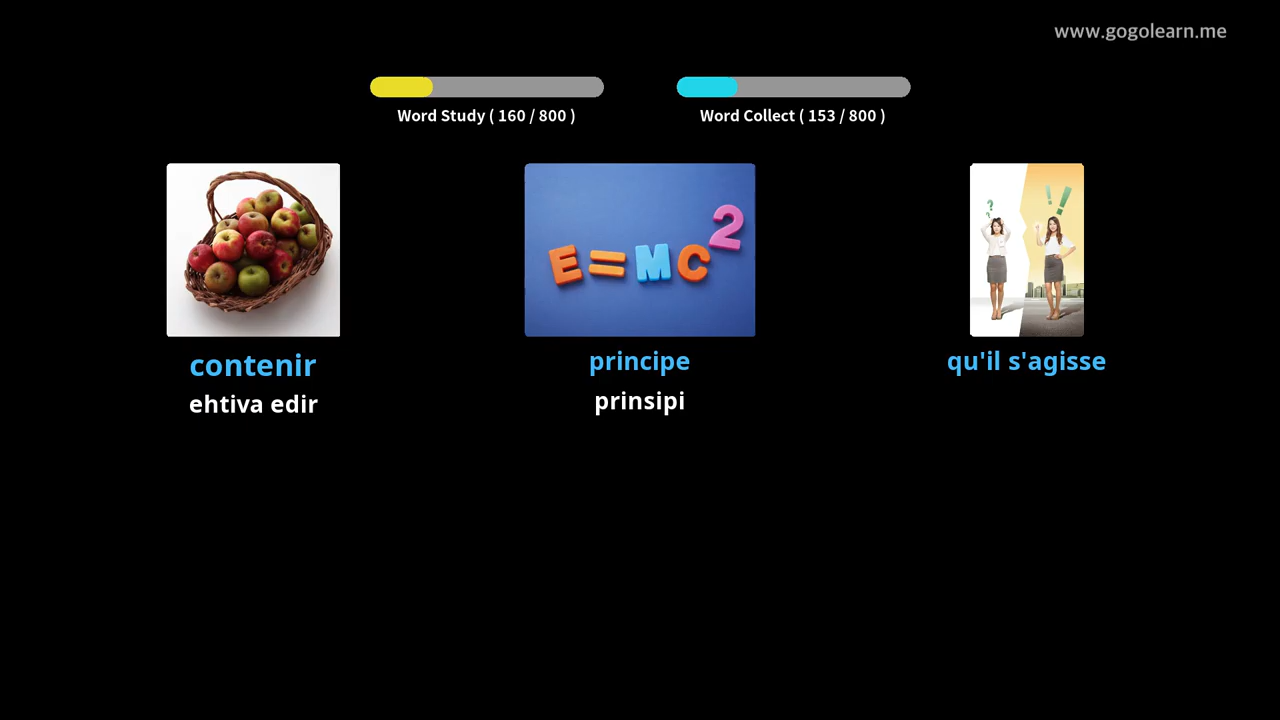 www.gogolearn.me
Word Study ( 160 / 800 )
Word Collect ( 153 / 800 )
E=MC2
contenir
ehtiva edir
principe
prinsipi
qu'il s'agisse